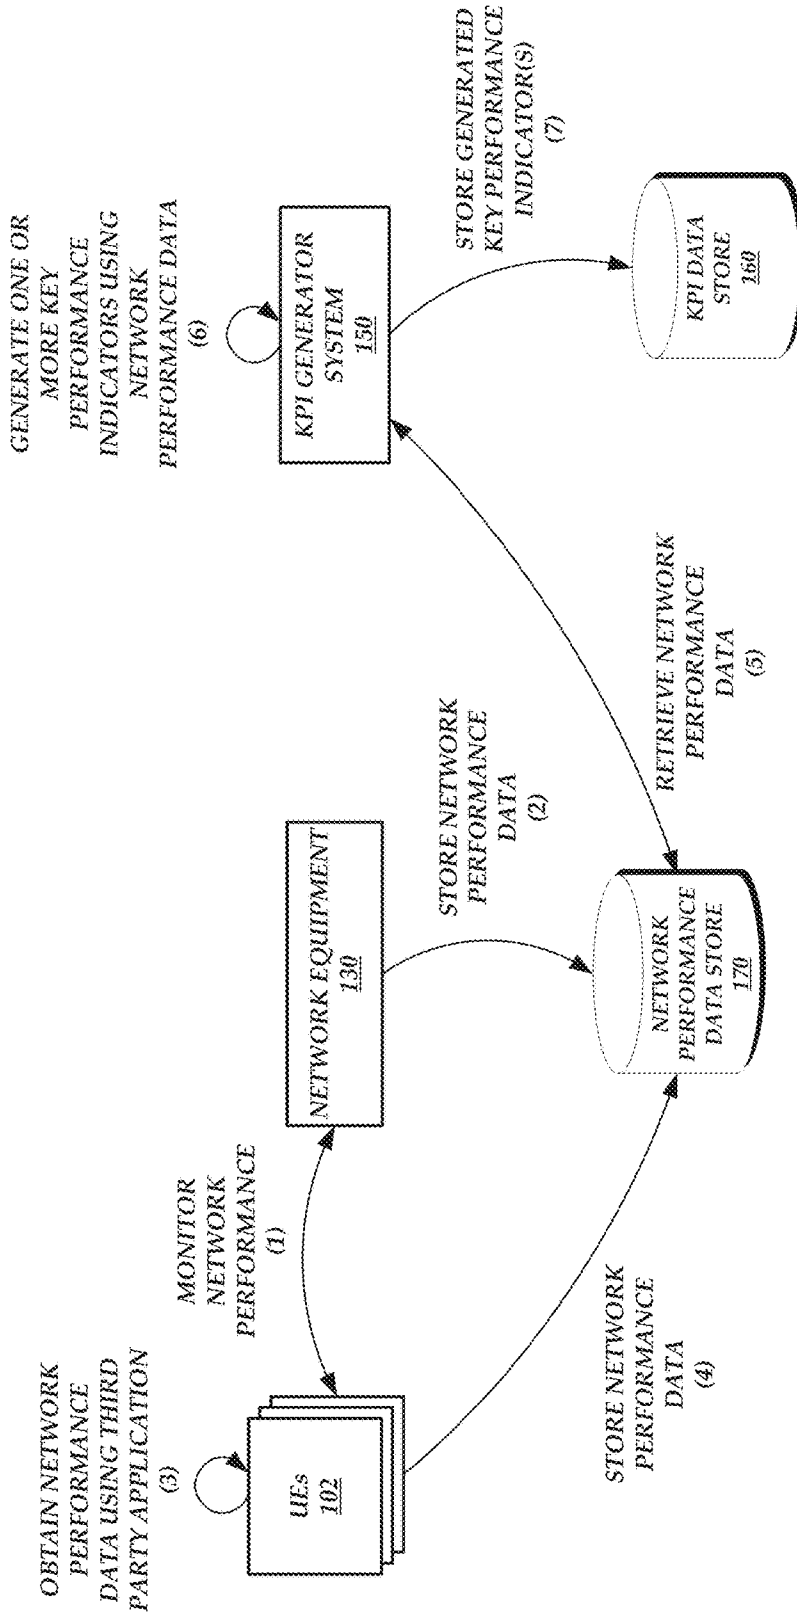 OBTAIN NETWORK
PERFORMANCE
DATA USING THIRD
PARTY APPLICATION
(3)
UEs
102
MONITOR
NETWORK
PERFORMANCE
(1)
NETWORK EQUIPMENT
130
STORE NETWORK
PERFORMANCE
DATA
(2)
STORE NETWORK
PERFORMANCE
DATA
(4)
NETWORK
PERFORMANCE
DATA STORE
170
RETRIEVE NETWORK
PERFORMANCE
DATA
(5)
GENERATE ONE OR
MORE KEY
PERFORMANCE
INDICATORS USING
NETWORK
PERFORMANCE DATA
(6)
KPI GENERATOR
SYSTEM
150
STORE GENERATED
KEY PERFORMANCE
INDICATOR(S)
(7)
KPI DATA
STORE
160